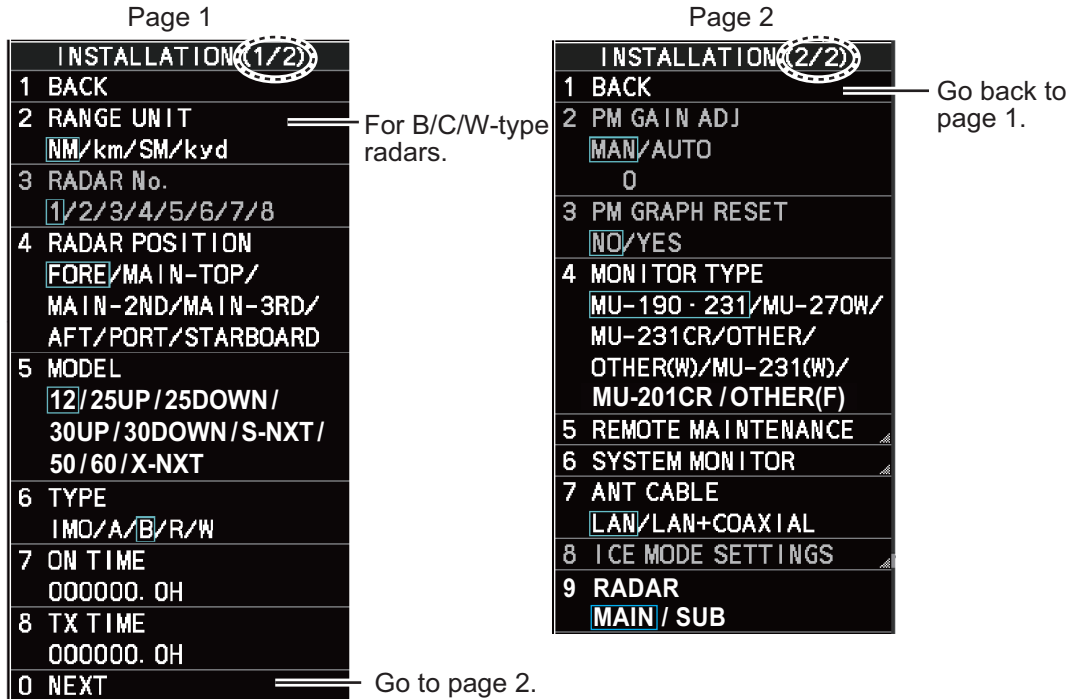 Page 1
INSTALLATION (1/2)
1 BACK
2 RANGE UNIT
NM/km/SM/kyd
3 RADAR No.
1/2/3/4/5/6/7/8
4 RADAR POSITION
FORE/MAIN-TOP/
MAIN-2ND/MAIN-3RD/
AFT/PORT/STARBOARD
5 MODEL
12/25UP/25DOWN/
30UP/30DOWN/S-NXT/
50/60/X-NXT
6 TYPE
IMO/A/B/R/W
7 ON TIME
000000.0H
8 TX TIME
000000.0H
0 NEXT
For B/C/W-type
radars.
Go to page 2.
Page 2
INSTALLATION (2/2)
1 BACK
2 PM GAIN ADJ
MAN/AUTO
0
3 PM GRAPH RESET
NO/YES
4 MONITOR TYPE
MU-190·231/MU-270W/
MU-231CR/OTHER/
OTHER(W)/MU-231(W)/
MU-201CR/OTHER(F)
5 REMOTE MAINTENANCE
6 SYSTEM MONITOR
7 ANT CABLE
LAN/LAN+COAXIAL
8 ICE MODE SETTINGS
9 RADAR
MAIN/SUB
Go back to
page 1.